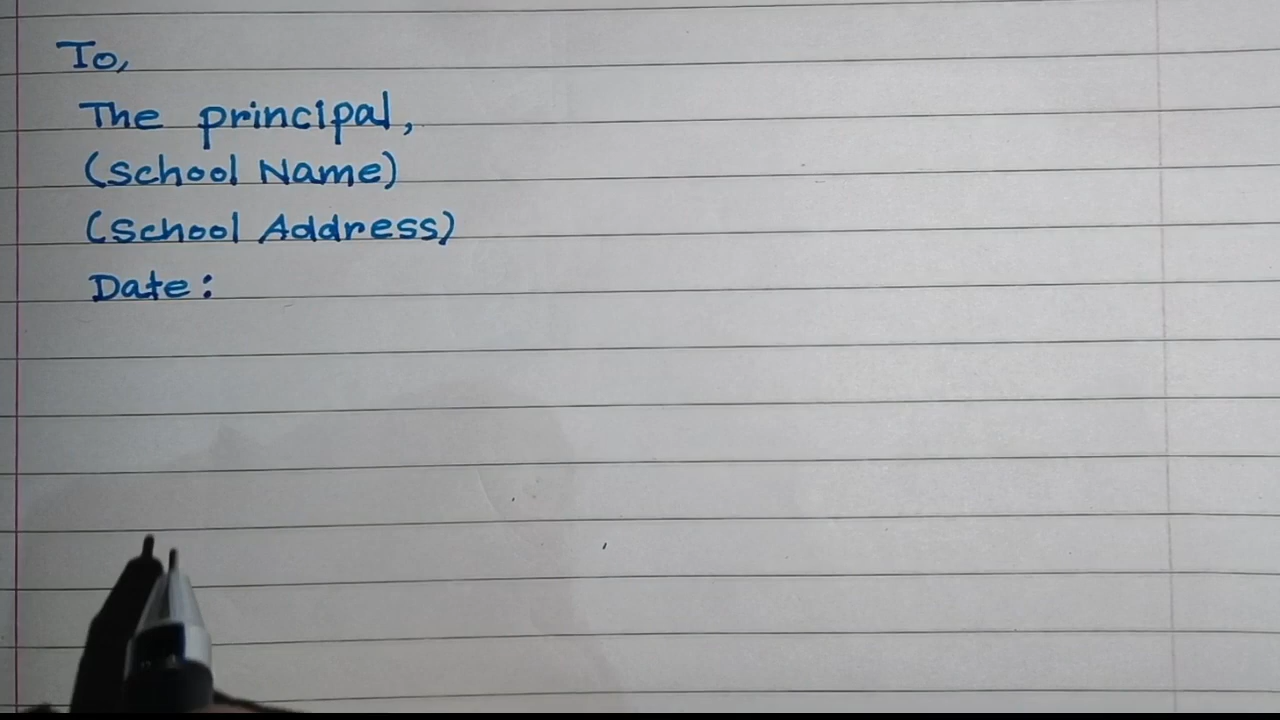 To,
The principal,
(School Name)
(School Address)
Date: